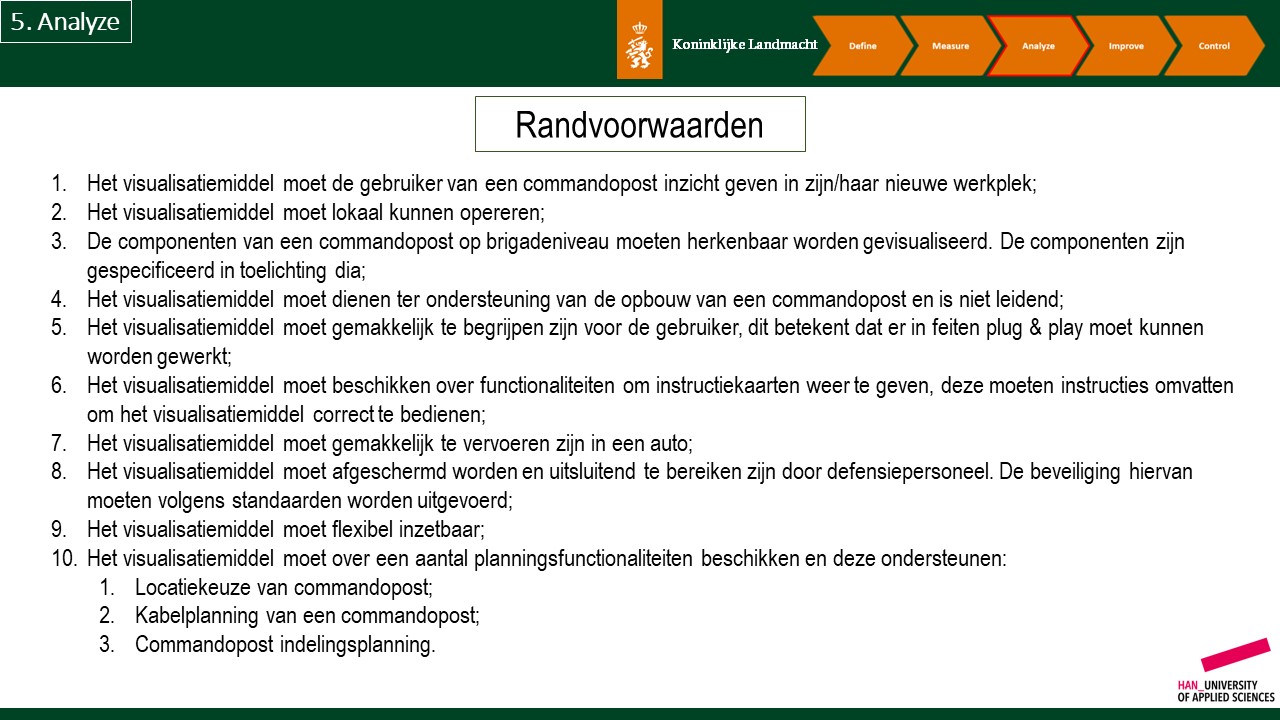 5. Analyze
Koninklijke Landmacht
Define
Measure
Analyze
Improve
Control
Randvoorwaarden
1. Het visualisatiemiddel moet de gebruiker van een commandopost inzicht geven in zijn/haar nieuwe werkplek;
2. Het visualisatiemiddel moet lokaal kunnen opereren;
3. De componenten van een commandopost op brigadeniveau moeten herkenbaar worden gevisualiseerd. De componenten zijn
gespecificeerd in toelichting dia;
4. Het visualisatiemiddel moet dienen ter ondersteuning van de opbouw van een commandopost en is niet leidend;
5. Het visualisatiemiddel moet gemakkelijk te begrijpen zijn voor de gebruiker, dit betekent dat er in feiten plug & play moet kunnen
worden gewerkt;
6. Het visualisatiemiddel moet beschikken over functionaliteiten om instructiekaarten weer te geven, deze moeten instructies omvatten
om het visualisatiemiddel correct te bedienen;
7. Het visualisatiemiddel moet gemakkelijk te vervoeren zijn in een auto;
8. Het visualisatiemiddel moet afgeschermd worden en uitsluitend te bereiken zijn door defensiepersoneel. De beveiliging hiervan
moeten volgens standaarden worden uitgevoerd;
9. Het visualisatiemiddel moet flexibel inzetbaar;
10. Het visualisatiemiddel moet over een aantal planningsfunctionaliteiten beschikken en deze ondersteunen:
1. Locatiekeuze van commandopost;
2. Kabelplanning van een commandopost;
3. Commandopost indelingsplanning.
HAN_UNIVERSITY
OF APPLIED SCIENCES